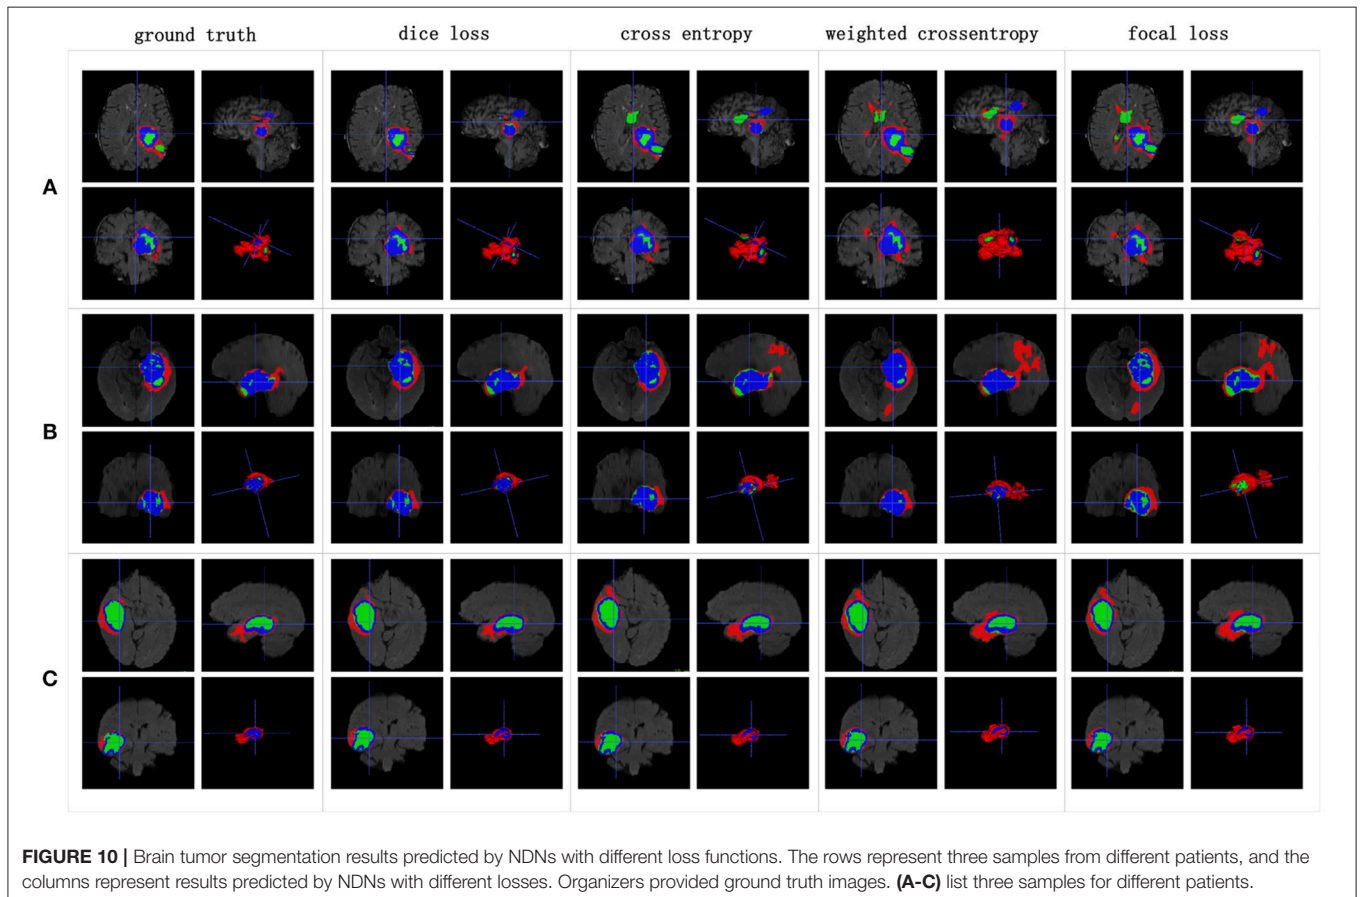 ground truth dice loss cross entropy weighted crossentropy focal loss
A
B
C
FIGURE 10 | Brain tumor segmentation results predicted by NDNs with different loss functions. The rows represent three samples from different patients, and the
columns represent results predicted by NDNs with different losses. Organizers provided ground truth images. (A-C) list three samples for different patients.